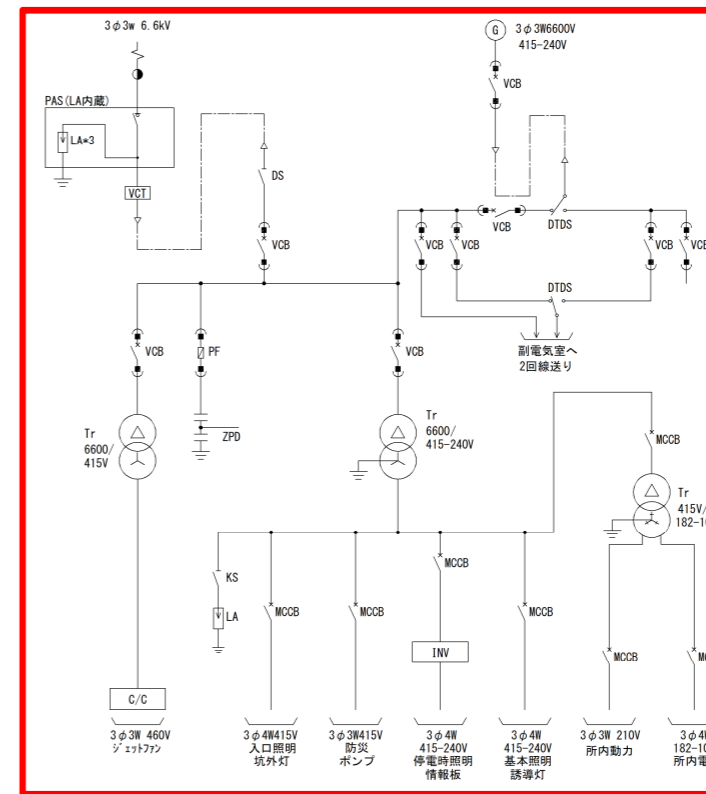 3φ3w 6.6kV
PAS(LA内蔵)
LA*3
VCT
DS
VCB
G
3φ3W6600V
415-240V
VCB
VCB
DTDS
VCB
VCB
VCB
VCB
DTDS
副電気室へ
2回線送り
VCB
PF
ZPD
VCB
Tr
6600/
415V
Tr
6600/
415-240V
MCCB
Tr
415V/
KS
LA
MCCB
MCCB
MCCB
INV
MCCB
MCCB
C/C
3φ3W 460V
ジェットファン
3φ4W415V
入口照明
坑外灯
3φ3W415V
防災
ポンプ
3φ4W
415-240V
停電時照明
情報板
3φ4W
415-240V
基本照明
誘導灯
3φ3W 210V
所内動力